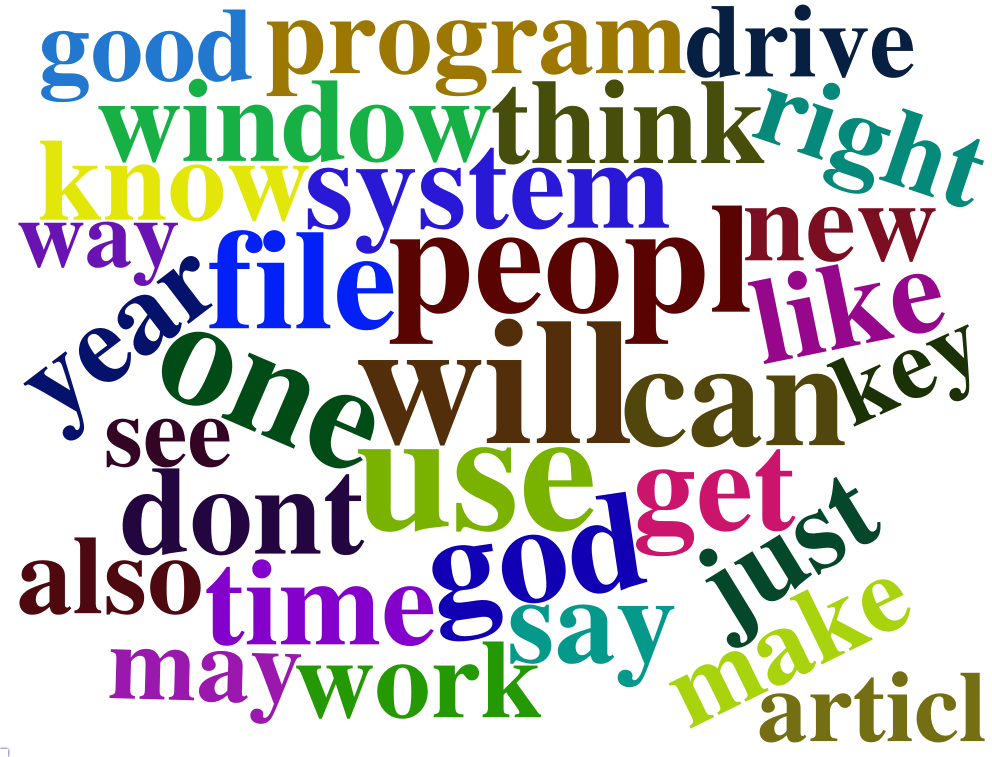 good program drive
window think right
know system
way file peopl new
year one will can like key
see use get
dont god just
also time say make
may work articl